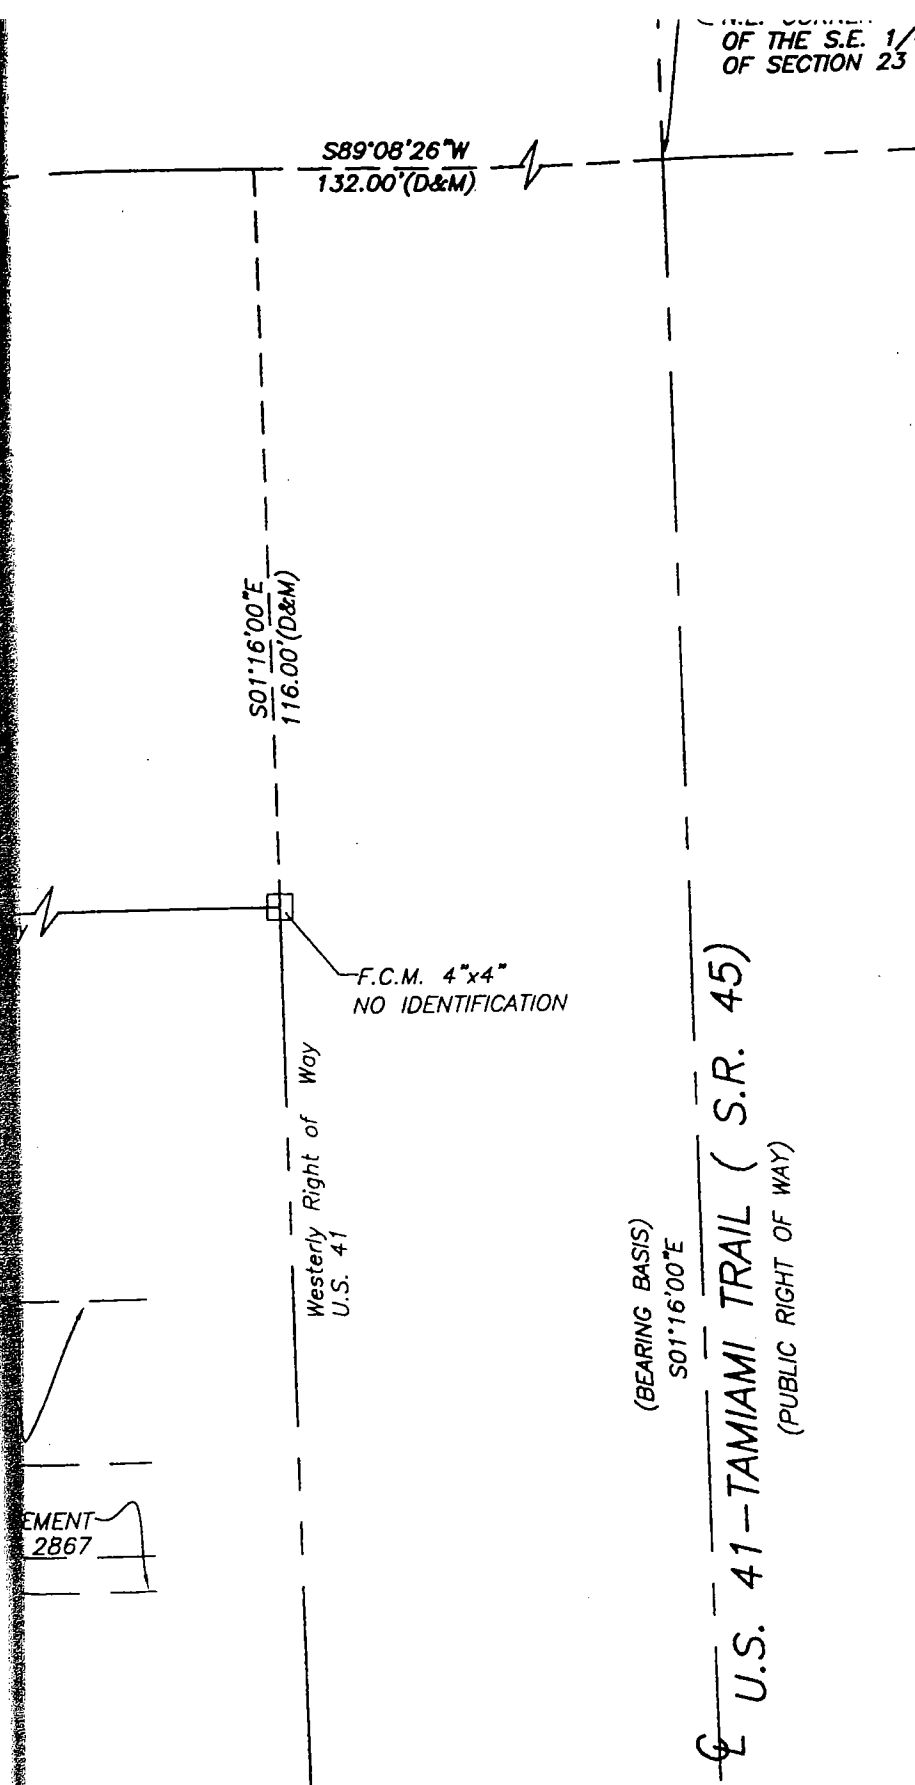 N.E. CORNER
OF THE S.E. 1/
OF SECTION 23
S89°08'26"W
132.00'(D&M)
S01°16'00"E
116.00'(D&M)
F.C.M. 4"x4"
NO IDENTIFICATION
Westerly Right of Way
U.S. 41
(BEARING BASIS)
S01°16'00"E
℄ U.S. 41–TAMIAMI TRAIL ( S.R. 45)
(PUBLIC RIGHT OF WAY)
EMENT
2867